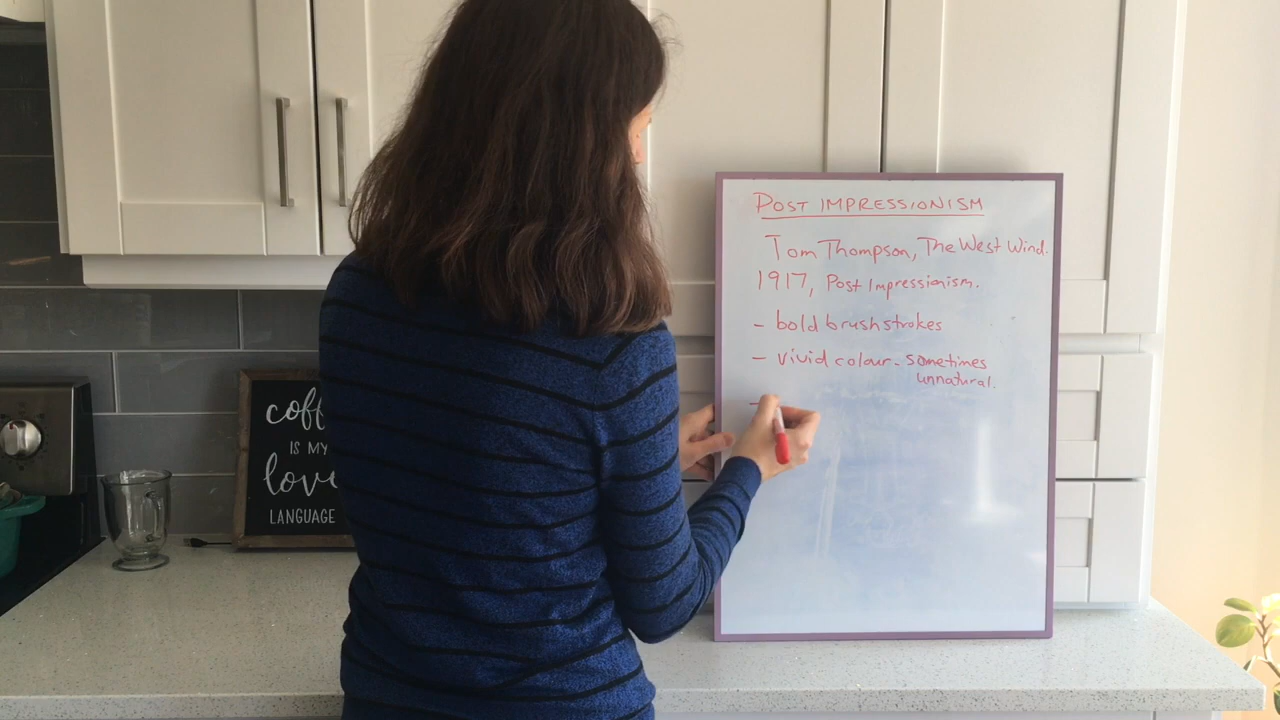 POST IMPRESSIONISM
Tom Thompson, The West Wind.
1917, Post Impressionism.
- bold brushstrokes
- vivid colour - sometimes
unnatural.
-
coff
IS MY
love
LANGUAGE